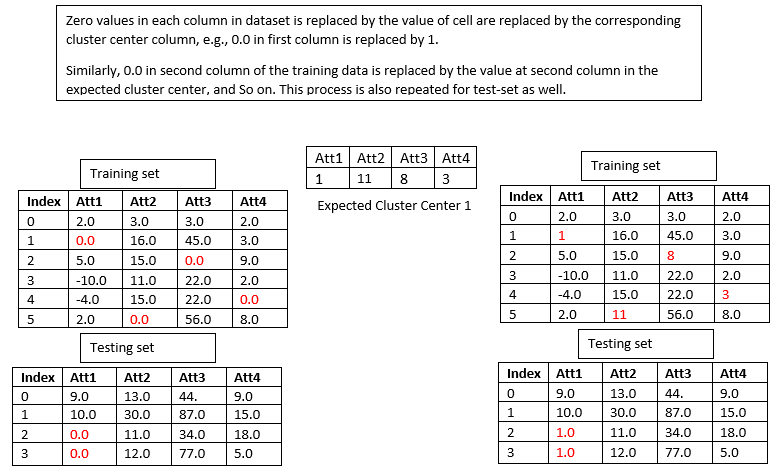 Zero values in each column in dataset is replaced by the value of cell are replaced by the corresponding
cluster center column, e.g., 0.0 in first column is replaced by 1.
Similarly, 0.0 in second column of the training data is replaced by the value at second column in the
expected cluster center, and So on. This process is also repeated for test-set as well.
Training set
Index Att1 Att2 Att3 Att4
0 2.0 3.0 3.0 2.0
1 0.0 16.0 45.0 3.0
2 5.0 15.0 0.0 9.0
3 -10.0 11.0 22.0 2.0
4 -4.0 15.0 22.0 0.0
5 2.0 0.0 56.0 8.0
Testing set
Index Att1 Att2 Att3 Att4
0 9.0 13.0 44. 9.0
1 10.0 30.0 87.0 15.0
2 0.0 11.0 34.0 18.0
3 0.0 12.0 77.0 5.0
Att1 Att2 Att3 Att4
1 11 8 3
Expected Cluster Center 1
Training set
Index Att1 Att2 Att3 Att4
0 2.0 3.0 3.0 2.0
1 1 16.0 45.0 3.0
2 5.0 15.0 8 9.0
3 -10.0 11.0 22.0 2.0
4 -4.0 15.0 22.0 3
5 2.0 11 56.0 8.0
Testing set
Index Att1 Att2 Att3 Att4
0 9.0 13.0 44. 9.0
1 10.0 30.0 87.0 15.0
2 1.0 11.0 34.0 18.0
3 1.0 12.0 77.0 5.0